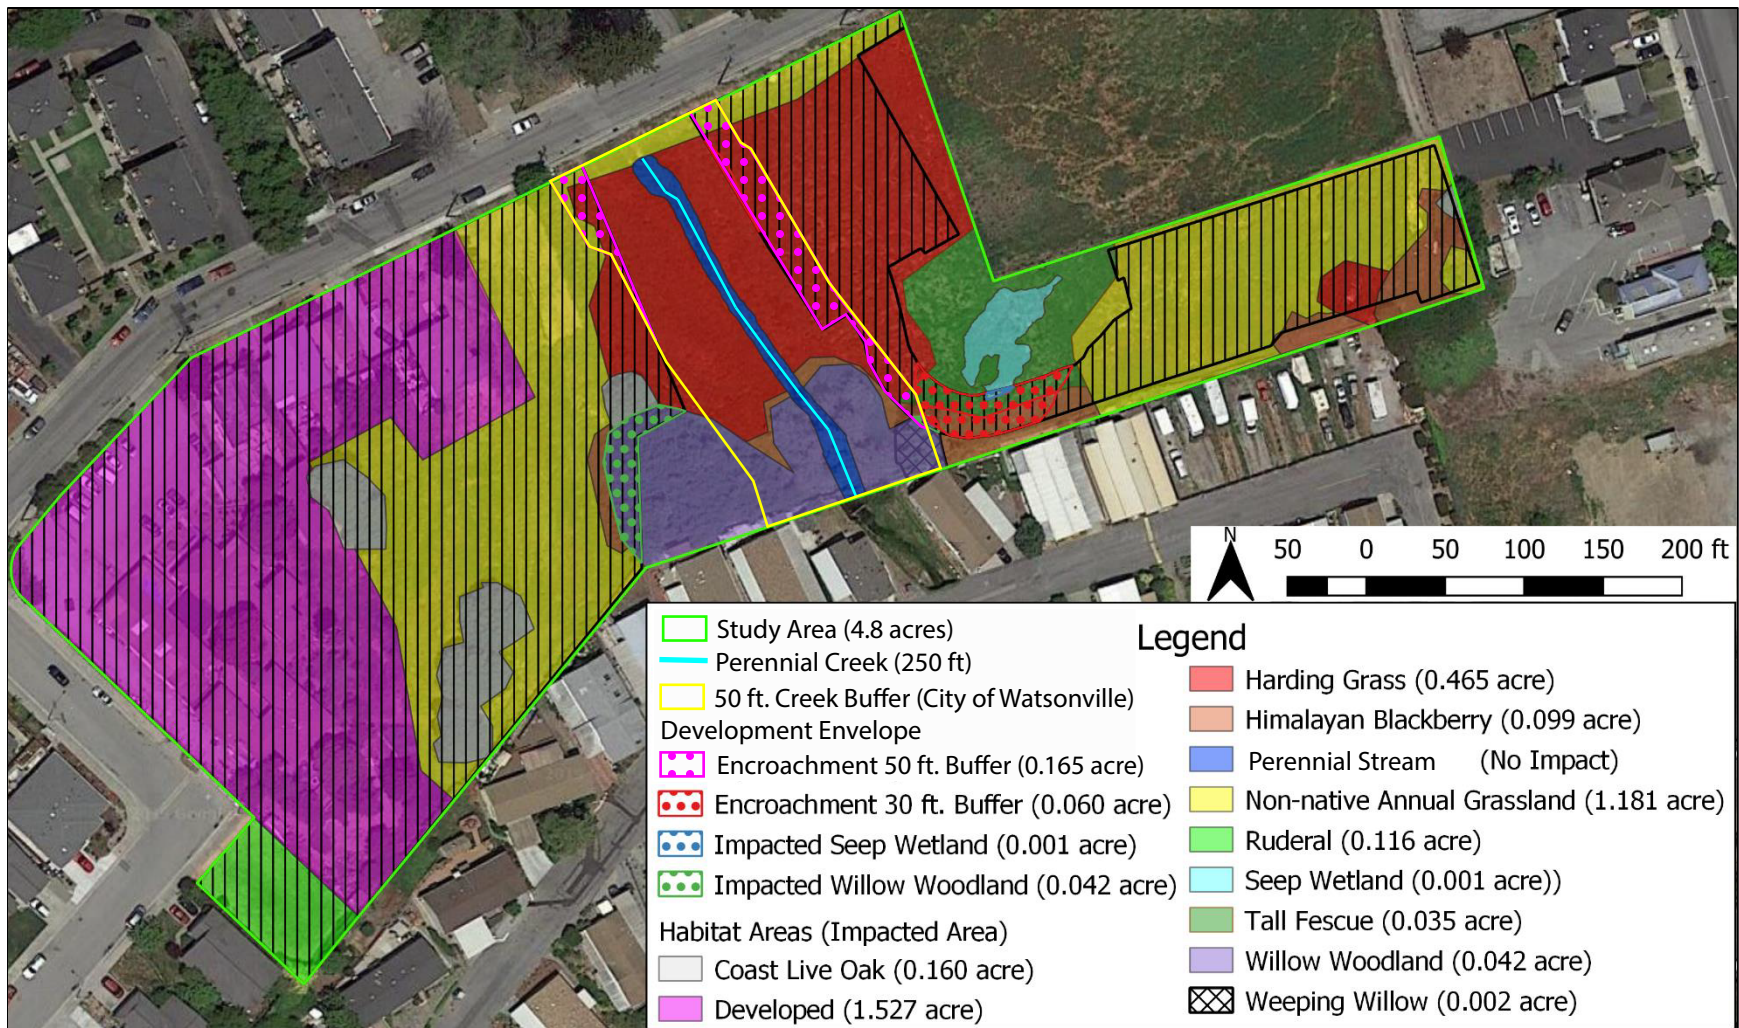 N
50 0 50 100 150 200 ft
Legend
Study Area (4.8 acres)
Perennial Creek (250 ft)
50 ft. Creek Buffer (City of Watsonville)
Development Envelope
Encroachment 50 ft. Buffer (0.165 acre)
Encroachment 30 ft. Buffer (0.060 acre)
Impacted Seep Wetland (0.001 acre)
Impacted Willow Woodland (0.042 acre)
Habitat Areas (Impacted Area)
Coast Live Oak (0.160 acre)
Developed (1.527 acre)
Harding Grass (0.465 acre)
Himalayan Blackberry (0.099 acre)
Perennial Stream (No Impact)
Non-native Annual Grassland (1.181 acre)
Ruderal (0.116 acre)
Seep Wetland (0.001 acre))
Tall Fescue (0.035 acre)
Willow Woodland (0.042 acre)
Weeping Willow (0.002 acre)